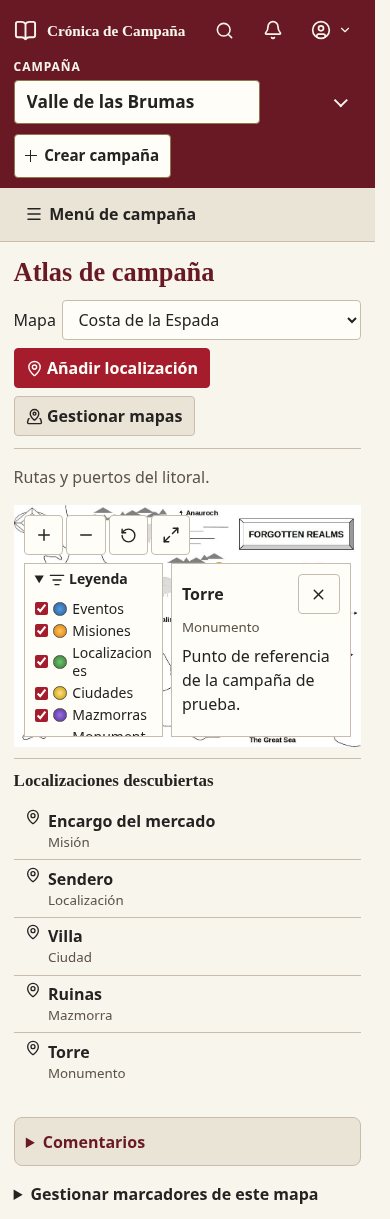 Crónica de Campaña
CAMPAÑA
Valle de las Brumas
Crear campaña
Menú de campaña
Atlas de campaña
Mapa Costa de la Espada
Añadir localización
Gestionar mapas
Rutas y puertos del litoral.
Anauroch
FORGOTTEN REALMS
Leyenda
Eventos
Misiones
Localizacion
es
Ciudades
Mazmorras
Torre
Monumento
Punto de referencia
de la campaña de
prueba.
The Great Sea
Localizaciones descubiertas
Encargo del mercado
Misión
Sendero
Localización
Villa
Ciudad
Ruinas
Mazmorra
Torre
Monumento
Comentarios
Gestionar marcadores de este mapa